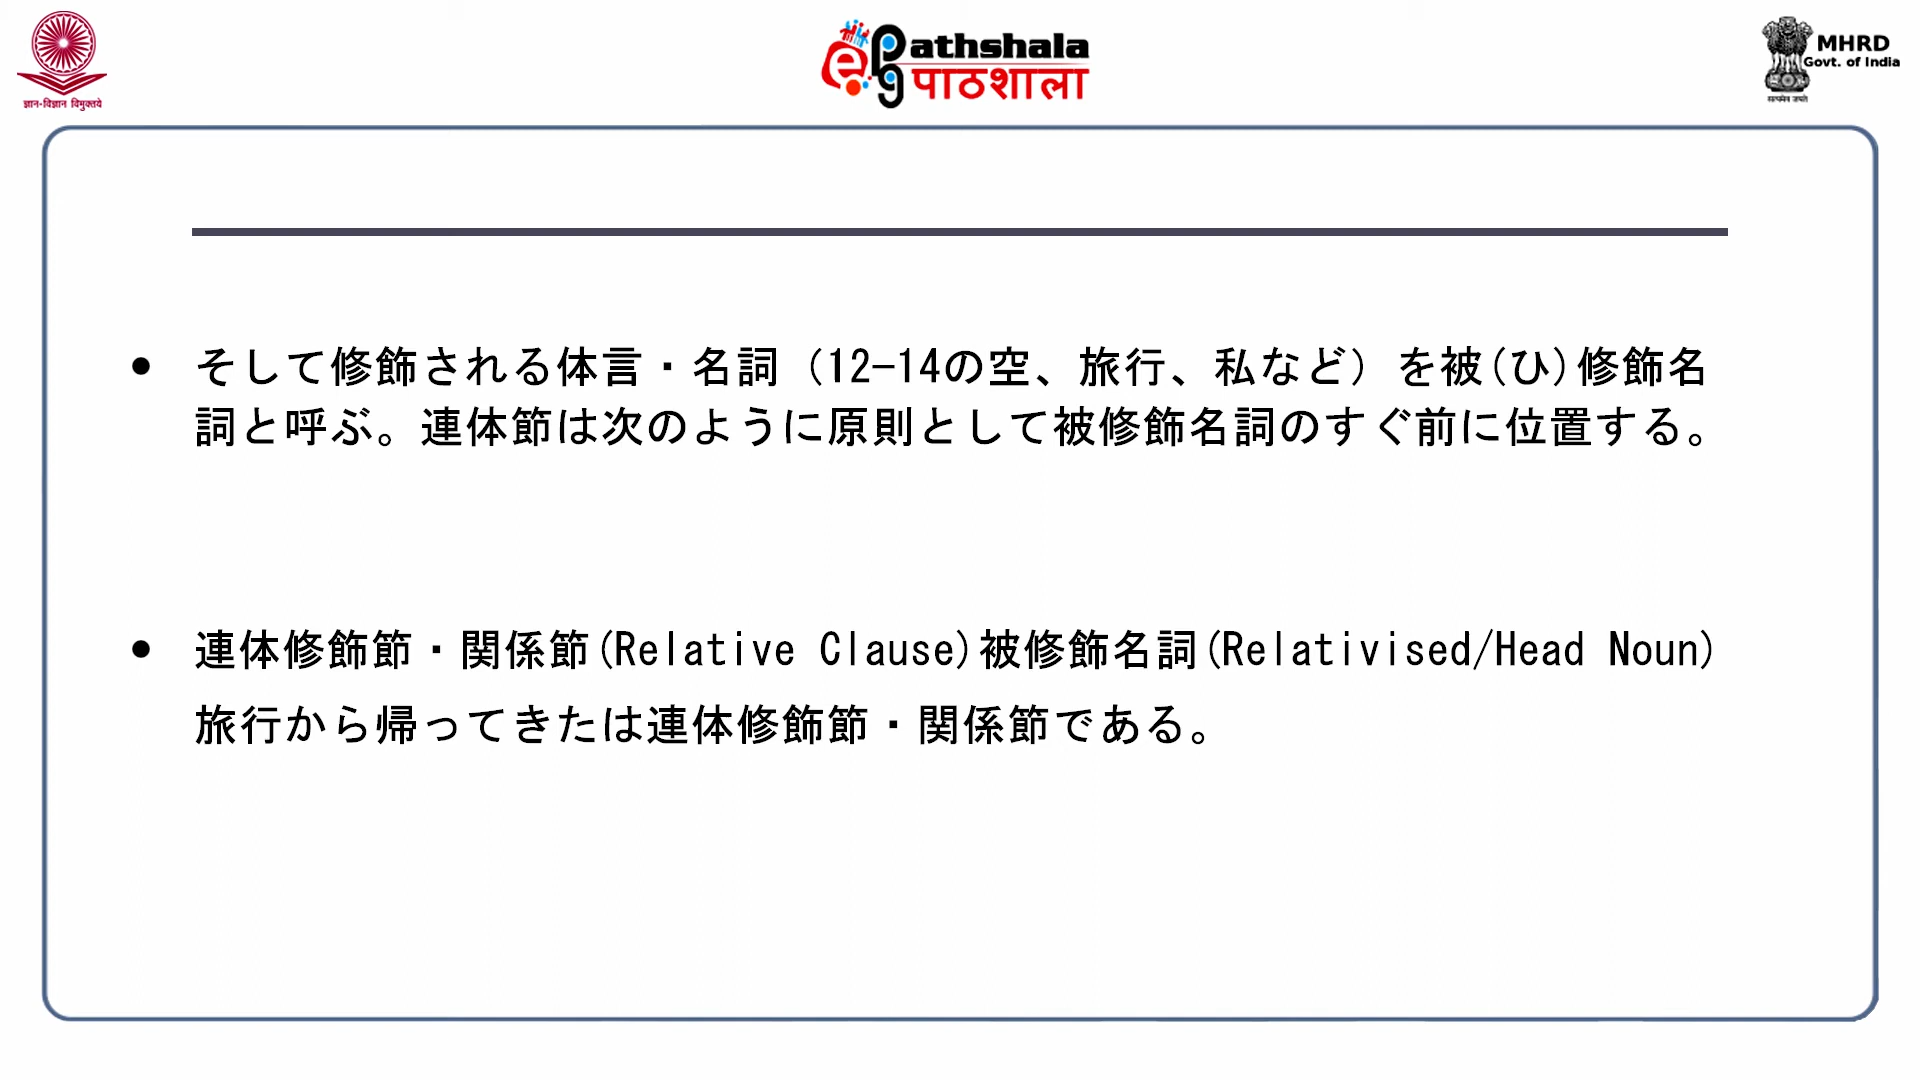 ज्ञान-विज्ञान विमुक्तये
ePathshala
पाठशाला
MHRD
Govt. of India
सत्यमेव जयते
• そして修飾される体言・名詞（12−14の空、旅行、私など）を被(ひ)修飾名
詞と呼ぶ。連体節は次のように原則として被修飾名詞のすぐ前に位置する。
• 連体修飾節・関係節(Relative Clause)被修飾名詞(Relativised/Head Noun)
旅行から帰ってきたは連体修飾節・関係節である。